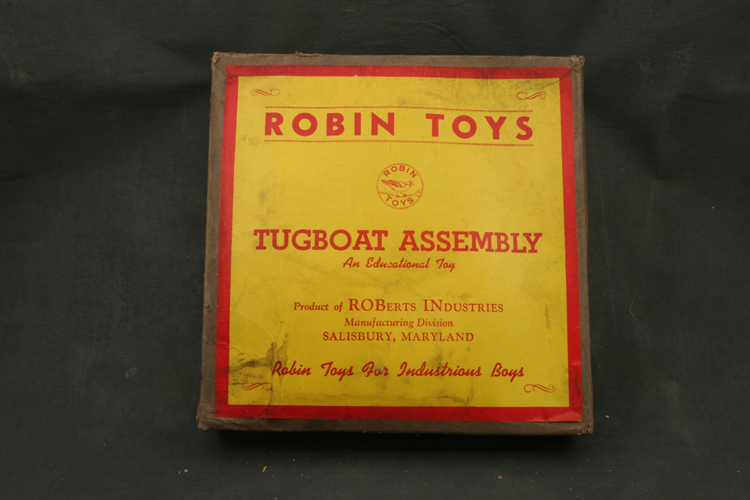 ROBIN TOYS
ROBIN
TOYS
TUGBOAT ASSEMBLY
An Educational Toy
Product of ROBERTS INDUSTRIES
Manufacturing Division
SALISBURY, MARYLAND
Robin Toys For Industrious Boys